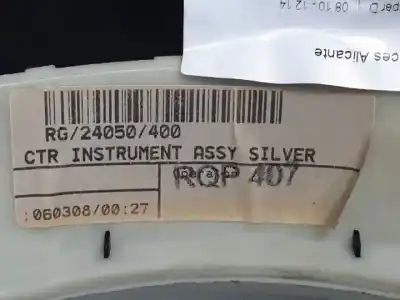 ces Alicante
08 10 - 12 14
RG/24050/400
CTR INSTRUMENT ASSY SILVER
RQP 407
:060308/00:27